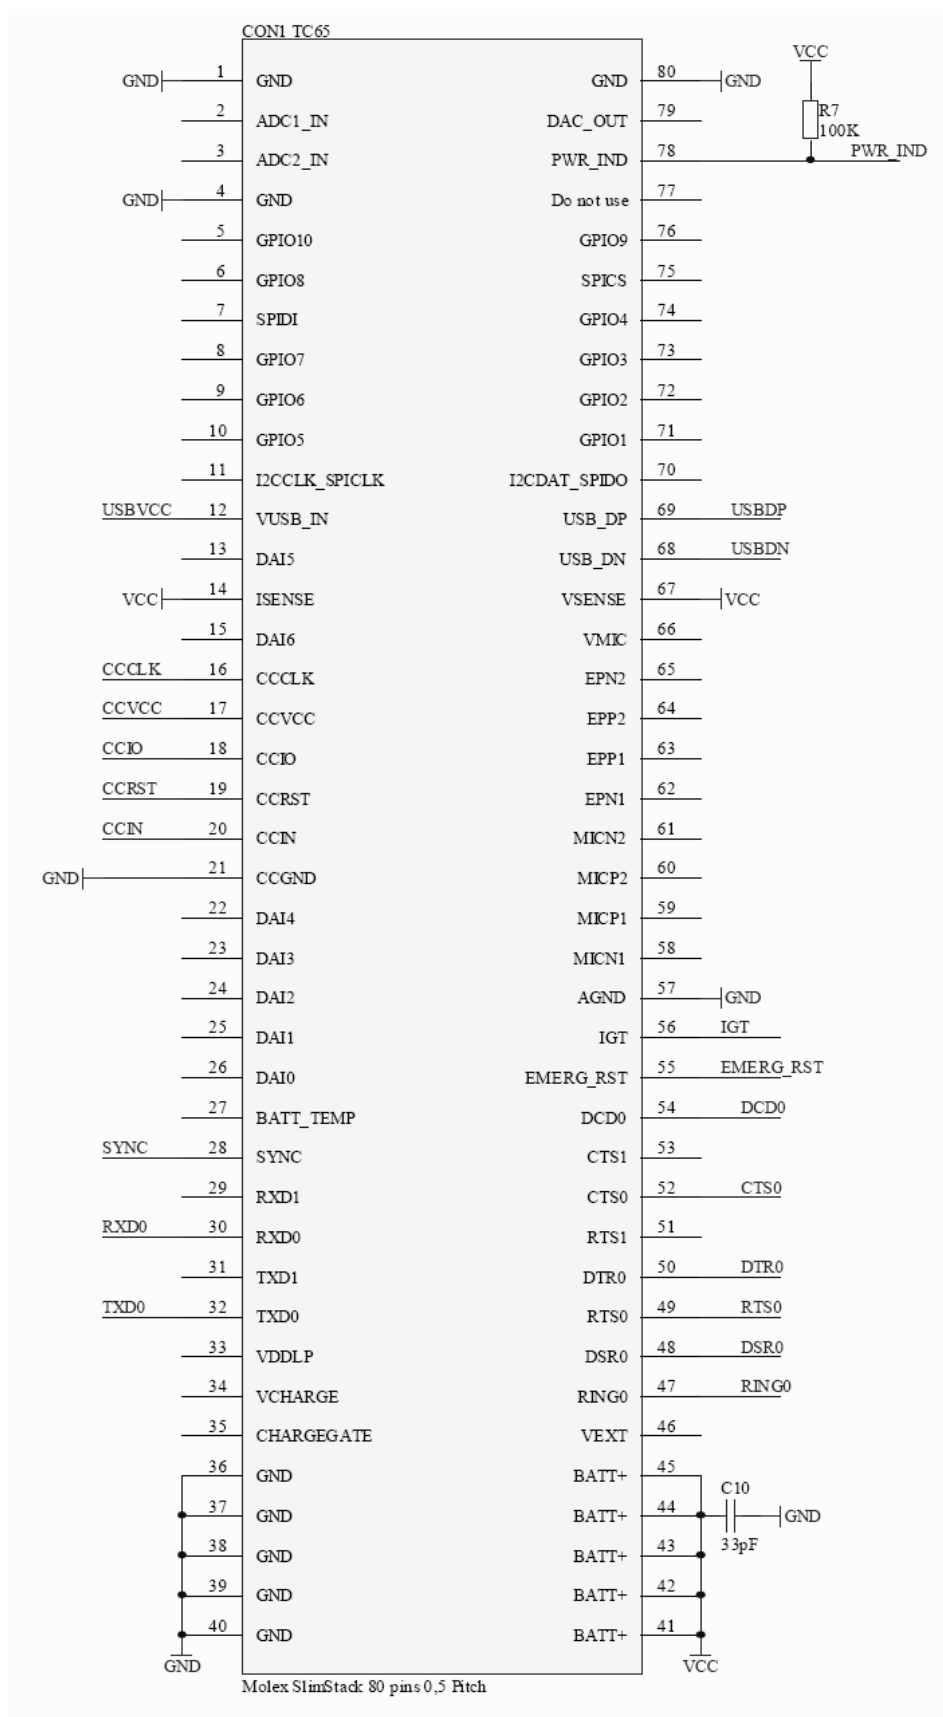 CON1 TC65
VCC
GND 1 GND GND 80 GND
R7
2 ADC1_IN DAC_OUT 79
100K
3 ADC2_IN PWR_IND 78 PWR_IND
GND 4 GND Do not use 77
5 GPIO10 GPIO9 76
6 GPIO8 SPICS 75
7 SPIDI GPIO4 74
8 GPIO7 GPIO3 73
9 GPIO6 GPIO2 72
10 GPIO5 GPIO1 71
11 I2CCLK_SPICLK I2CDAT_SPIDO 70
USBVCC 12 VUSB_IN USB_DP 69 USBDP
13 DAI5 USB_DN 68 USBDN
VCC 14 ISENSE VSENSE 67 VCC
15 DAI6 VMIC 66
CCCLK 16 CCCLK EPN2 65
CCVCC 17 CCVCC EPP2 64
CCIO 18 CCIO EPP1 63
CCRST 19 CCRST EPN1 62
CCIN 20 CCIN MICN2 61
GND 21 CCGND MICP2 60
22 DAI4 MICP1 59
23 DAI3 MICN1 58
24 DAI2 AGND 57 GND
25 DAI1 IGT 56 IGT
26 DAI0 EMERG_RST 55 EMERG_RST
27 BATT_TEMP DCD0 54 DCD0
SYNC 28 SYNC CTS1 53
29 RXD1 CTS0 52 CTS0
RXD0 30 RXD0 RTS1 51
31 TXD1 DTR0 50 DTR0
TXD0 32 TXD0 RTS0 49 RTS0
33 VDDLP DSR0 48 DSR0
34 VCHARGE RING0 47 RING0
35 CHARGEGATE VEXT 46
36 GND BATT+ 45
C10
37 GND BATT+ 44 GND
33pF
38 GND BATT+ 43
39 GND BATT+ 42
40 GND BATT+ 41
GND VCC
Molex SlimStack 80 pins 0,5 Pitch